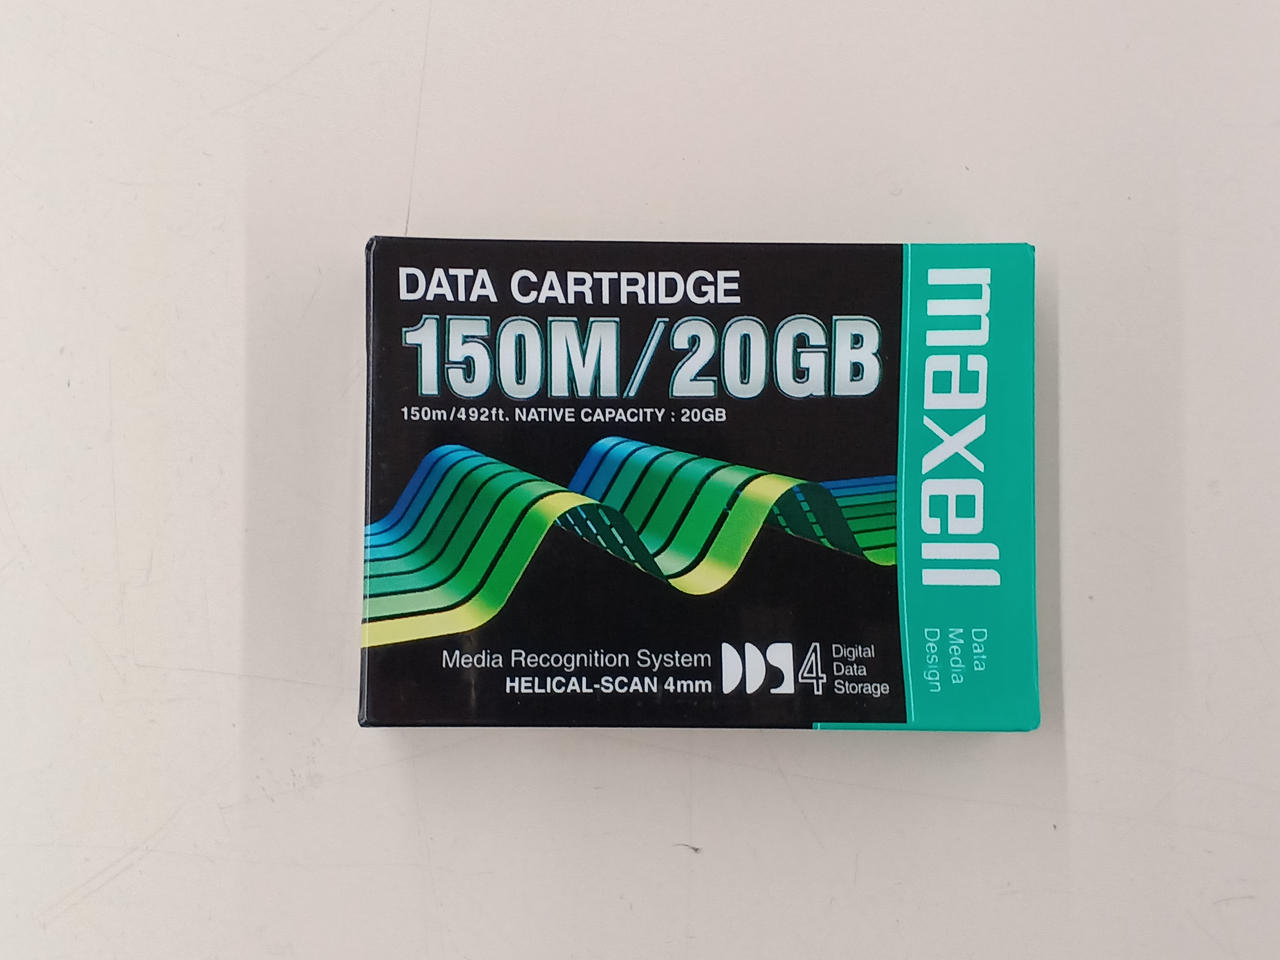 DATA CARTRIDGE
150M/20GB
150m/492ft. NATIVE CAPACITY : 20GB
Media Recognition System
HELICAL-SCAN 4mm
DDS4
Digital
Data
Storage
maxell
Data
Media
Design